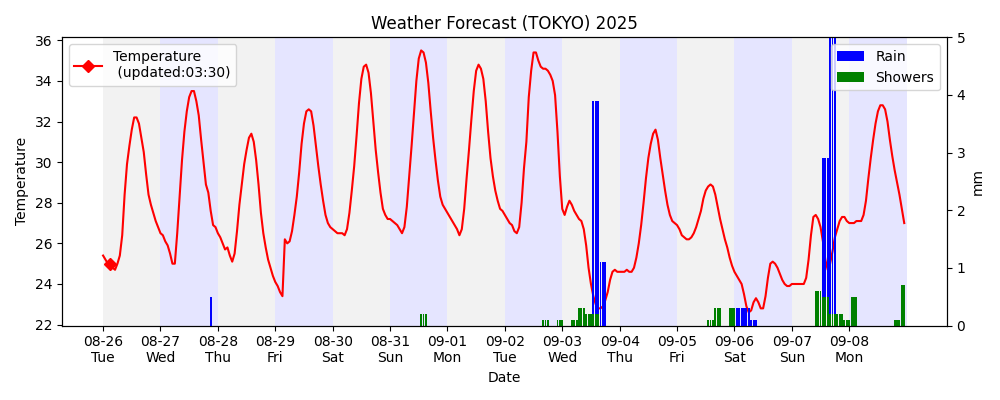 Weather Forecast (TOKYO) 2025
Temperature
(updated:03:30)
Rain
Showers
36
34
32
30
28
26
24
22
Temperature
5
4
3
2
1
0
mm
08-26 08-27 08-28 08-29 08-30 08-31 09-01 09-02 09-03 09-04 09-05 09-06 09-07 09-08
Tue Wed Thu Fri Sat Sun Mon Tue Wed Thu Fri Sat Sun Mon
Date